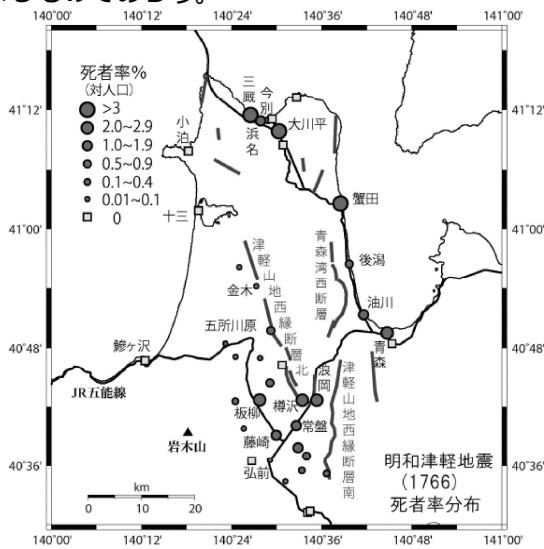 140°00' 140°12' 140°24' 140°36' 140°48' 141°00'
死者率%
(対人口)
>3
2.0~2.9
1.0~1.9
0.5~0.9
0.1~0.4
0.01~0.1
0
41°12'
41°00'
40°48'
40°36'
41°12'
41°00'
40°48'
40°36'
三厩
今別
浜名
大川平
小泊
十三
蟹田
後潟
油川
青森
津軽山地西縁断層北
青森湾西断層
金木
五所川原
鰺ヶ沢
JR五能線
浪岡
板柳
樽沢
常盤
藤崎
弘前
岩木山
津軽山地西縁断層南
明和津軽地震
(1766)
死者率分布
km
0 10 20
140°00' 140°12' 140°24' 140°36' 140°48' 141°00'